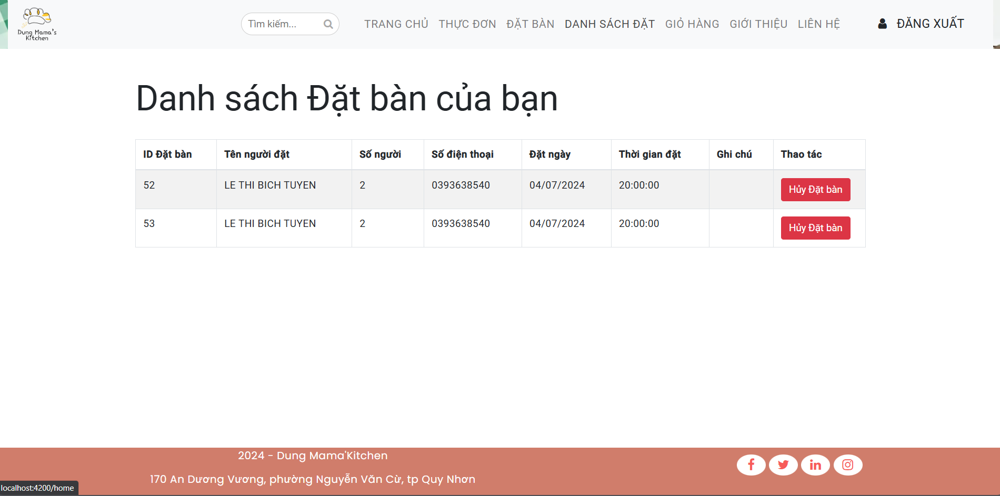 Dung Mama's
Kitchen
Tìm kiếm...
TRANG CHỦ THỰC ĐƠN ĐẶT BÀN DANH SÁCH ĐẶT GIỎ HÀNG GIỚI THIỆU LIÊN HỆ
ĐĂNG XUẤT
Danh sách Đặt bàn của bạn
ID Đặt bàn Tên người đặt Số người Số điện thoại Đặt ngày Thời gian đặt Ghi chú Thao tác
52 LE THI BICH TUYEN 2 0393638540 04/07/2024 20:00:00 Hủy Đặt bàn
53 LE THI BICH TUYEN 2 0393638540 04/07/2024 20:00:00 Hủy Đặt bàn
2024 - Dung Mama'Kitchen
170 An Dương Vương, phường Nguyễn Văn Cừ, tp Quy Nhơn
localhost:4200/home